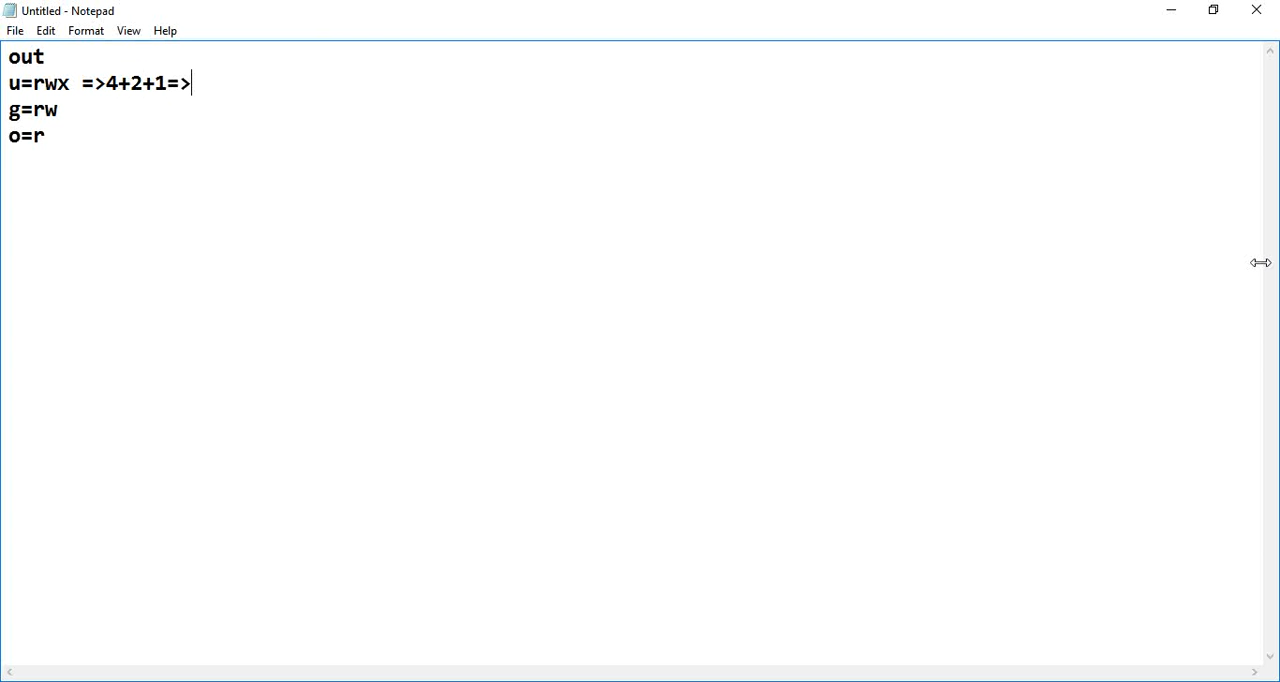 Untitled - Notepad
File Edit Format View Help
out
u=rwx =>4+2+1=>
g=rw
o=r